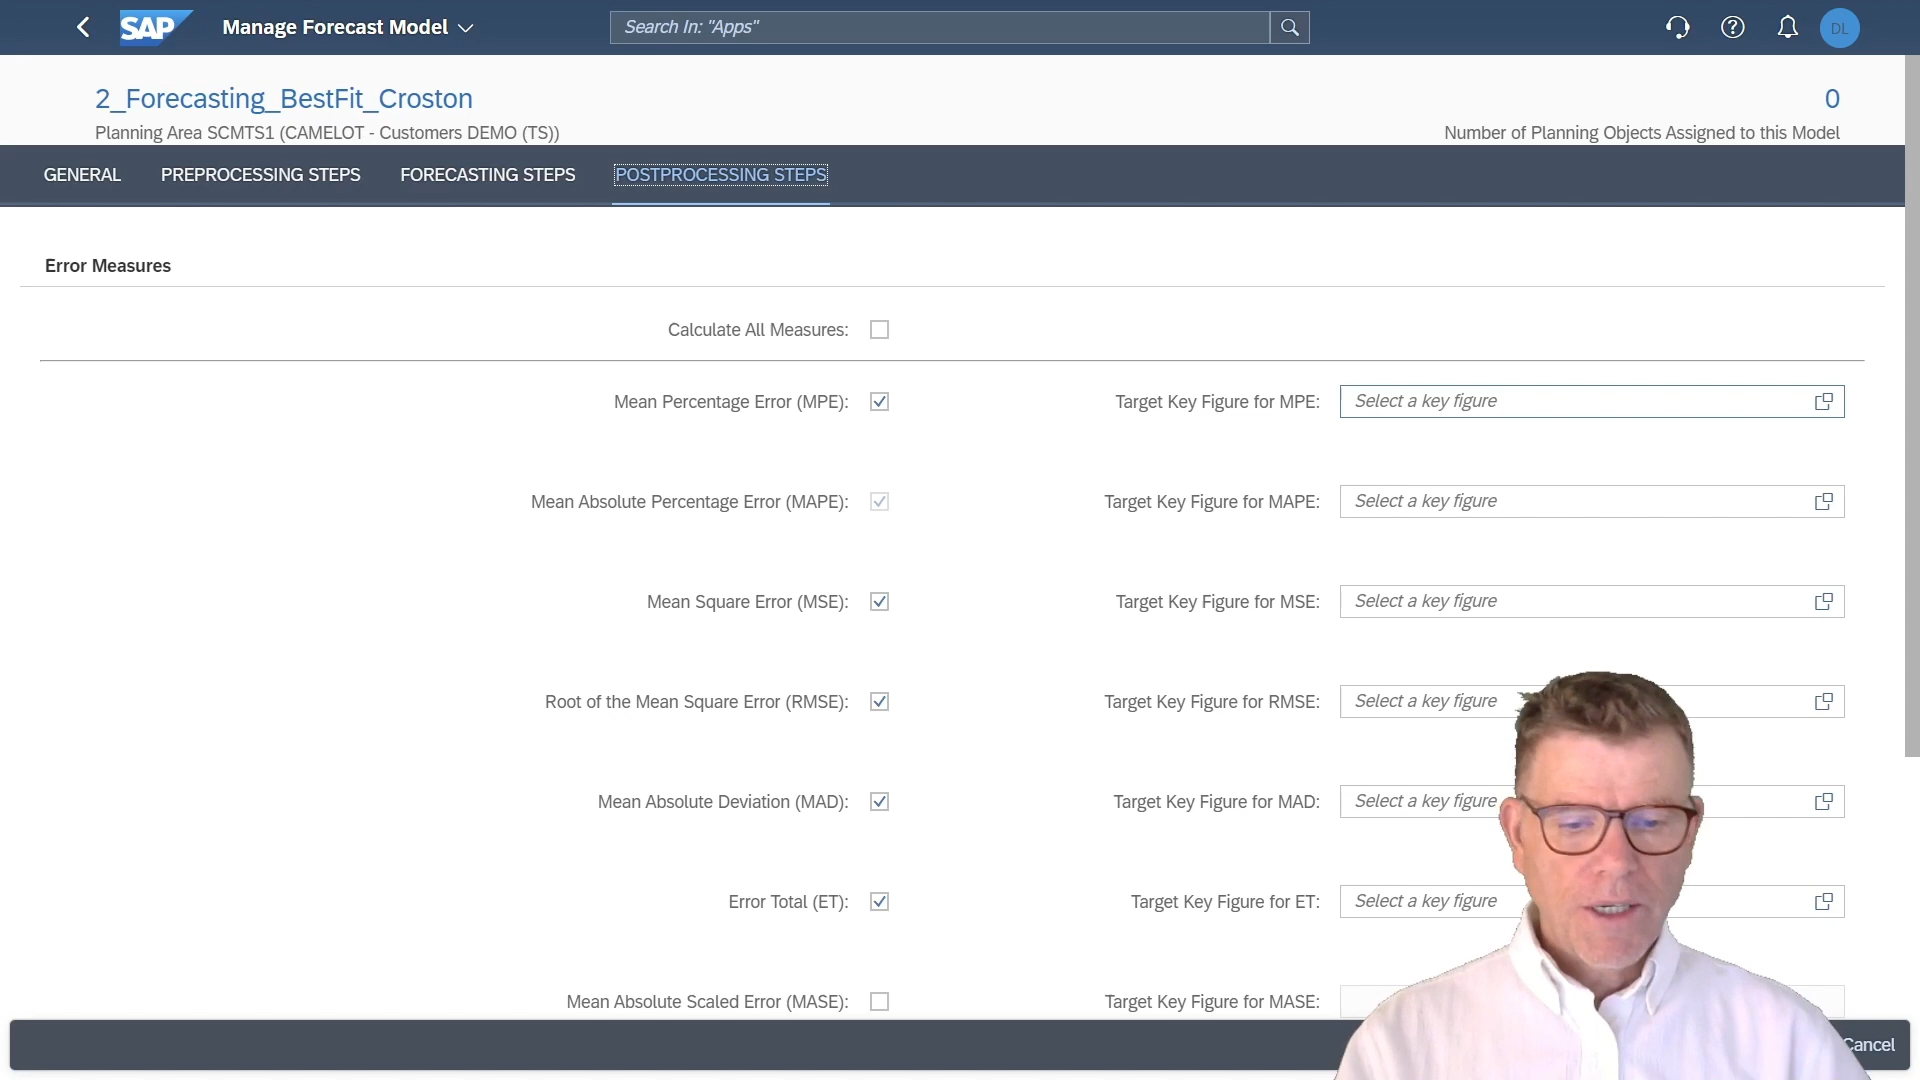 SAP Manage Forecast Model Search In: "Apps" DL
2_Forecasting_BestFit_Croston 0
Planning Area SCMTS1 (CAMELOT - Customers DEMO (TS)) Number of Planning Objects Assigned to this Model
GENERAL PREPROCESSING STEPS FORECASTING STEPS POSTPROCESSING STEPS
Error Measures
Calculate All Measures:
Mean Percentage Error (MPE): Target Key Figure for MPE: Select a key figure
Mean Absolute Percentage Error (MAPE): Target Key Figure for MAPE: Select a key figure
Mean Square Error (MSE): Target Key Figure for MSE: Select a key figure
Root of the Mean Square Error (RMSE): Target Key Figure for RMSE: Select a key figure
Mean Absolute Deviation (MAD): Target Key Figure for MAD: Select a key figure
Error Total (ET): Target Key Figure for ET: Select a key figure
Mean Absolute Scaled Error (MASE): Target Key Figure for MASE:
Cancel